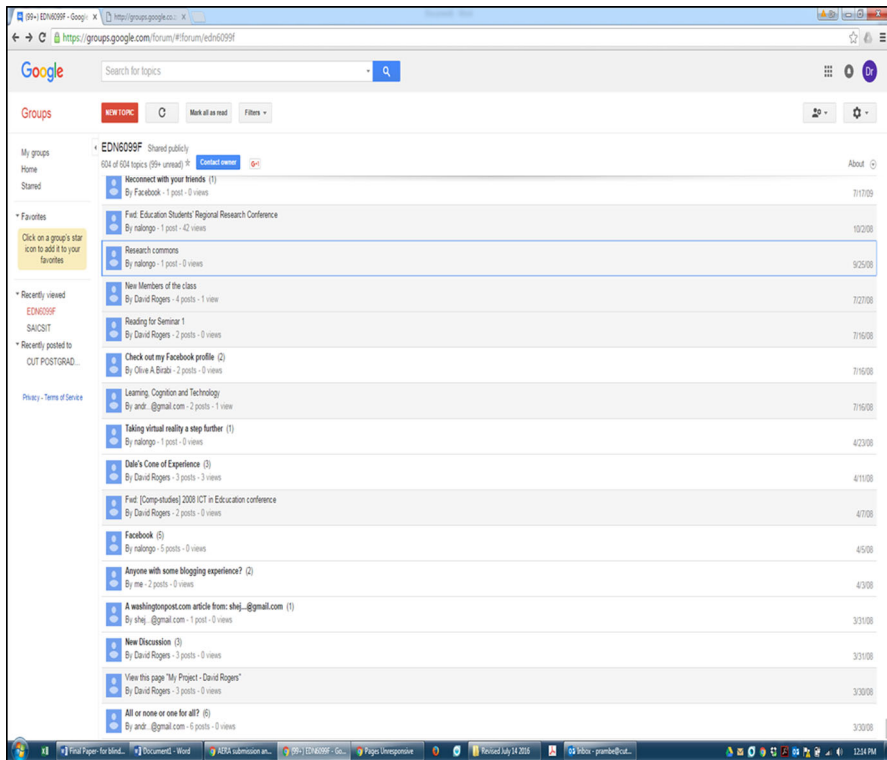 (99+) EDN6099F - Google
http://groups.google.co.z
https://groups.google.com/forum/#!forum/edn6099f
Google
Search for topics
Dr
Groups
NEW TOPIC
Mark all as read
Filters
My groups
Home
Starred
Favorites
Click on a group's star
icon to add it to your
favorites
Recently viewed
EDN6099F
SAICSIT
Recently posted to
CUT POSTGRAD...
Privacy - Terms of Service
EDN6099F Shared publicly
604 of 604 topics (99+ unread) Contact owner G+1
About
Reconnect with your friends (1)
By Facebook - 1 post - 0 views
7/17/09
Fwd: Education Students' Regional Research Conference
By nalongo - 1 post - 42 views
10/2/08
Research commons
By nalongo - 1 post - 0 views
9/25/08
New Members of the class
By David Rogers - 4 posts - 1 view
7/27/08
Reading for Seminar 1
By David Rogers - 2 posts - 0 views
7/16/08
Check out my Facebook profile (2)
By Olive A.Birabi - 2 posts - 0 views
7/16/08
Learning, Cognition and Technology
By andr...@gmail.com - 2 posts - 1 view
7/16/08
Taking virtual reality a step further (1)
By nalongo - 1 post - 0 views
4/23/08
Dale's Cone of Experience (3)
By David Rogers - 3 posts - 3 views
4/11/08
Fwd: [Comp-studies] 2008 ICT in Edcucation conference
By David Rogers - 2 posts - 0 views
4/7/08
Facebook (5)
By nalongo - 5 posts - 0 views
4/5/08
Anyone with some blogging experience? (2)
By me - 2 posts - 0 views
4/3/08
A washingtonpost.com article from: shej...@gmail.com (1)
By shej...@gmail.com - 1 post - 0 views
3/31/08
New Discussion (3)
By David Rogers - 3 posts - 0 views
3/31/08
View this page "My Project - David Rogers"
By David Rogers - 3 posts - 0 views
3/30/08
All or none or one for all? (6)
By andr...@gmail.com - 6 posts - 0 views
3/30/08
Final Paper- for blind...
Document1 - Word
AERA submission an...
(99+) EDN6099F - Go...
Pages Unresponsive
Revised July 14 2016
Inbox - prambe@cut...
12:14 PM